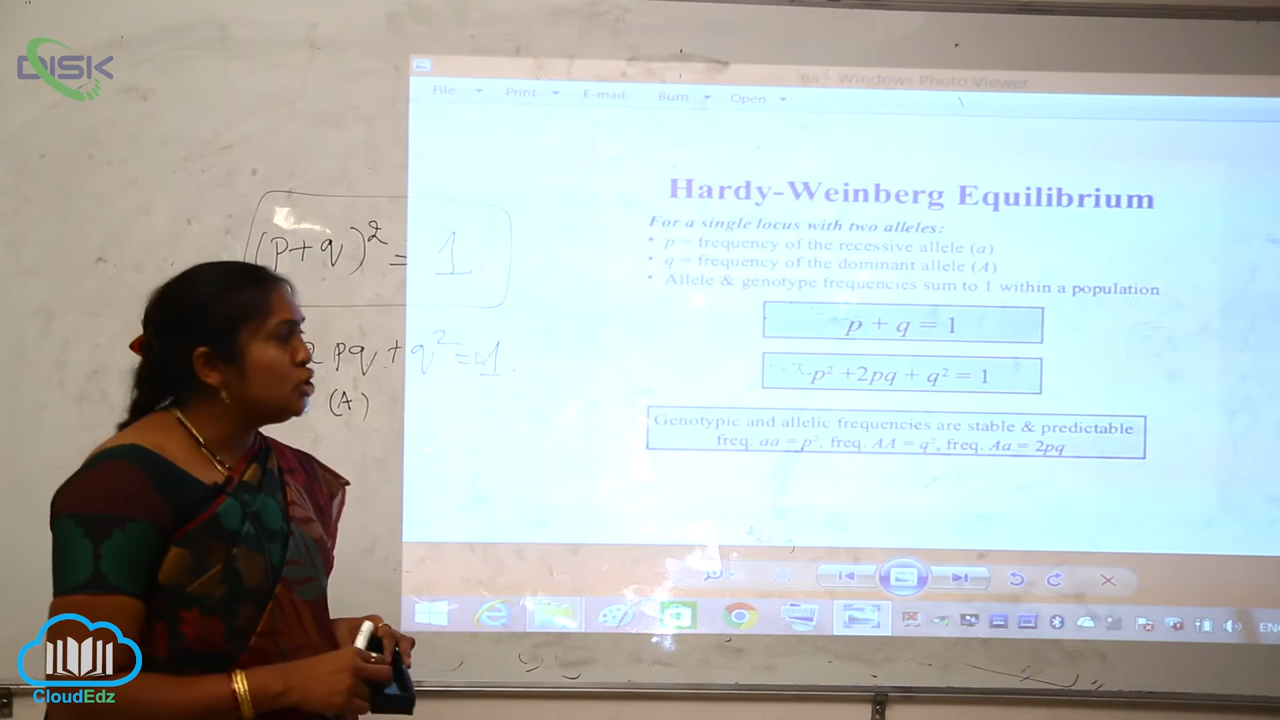 DISK
6a - Windows Photo Viewer
File Print E-mail Burn Open
Hardy-Weinberg Equilibrium
For a single locus with two alleles:
• p = frequency of the recessive allele (a)
• q = frequency of the dominant allele (A)
• Allele & genotype frequencies sum to 1 within a population
p + q = 1
p² +2pq + q² = 1
Genotypic and allelic frequencies are stable & predictable
freq. aa = p², freq. AA = q², freq. Aa = 2pq
(p+q)² = 1.
2pq + q² = 1.
(A)
CloudEdz